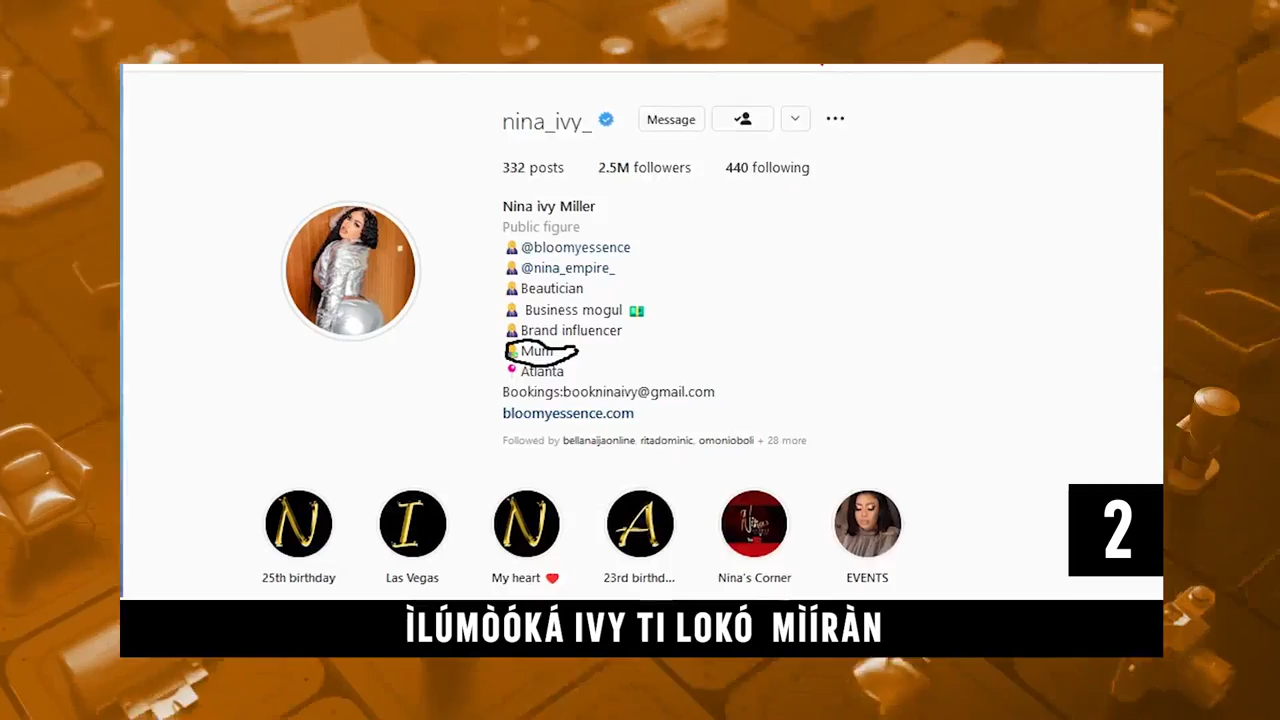 nina_ivy_ Message
332 posts 2.5M followers 440 following
Nina ivy Miller
Public figure
@bloomyessence
@nina_empire_
Beautician
Business mogul
Brand influencer
Mum
Atlanta
Bookings:bookninaivy@gmail.com
bloomyessence.com
Followed by bellanaijaonline, ritadominic, omonioboli + 28 more
N I N A Nina's
25th birthday Las Vegas My heart 23rd birthd... Nina's Corner EVENTS
2
ÌLÚMÒÓKÁ IVY TI LOKÓ MÌÍRÀN